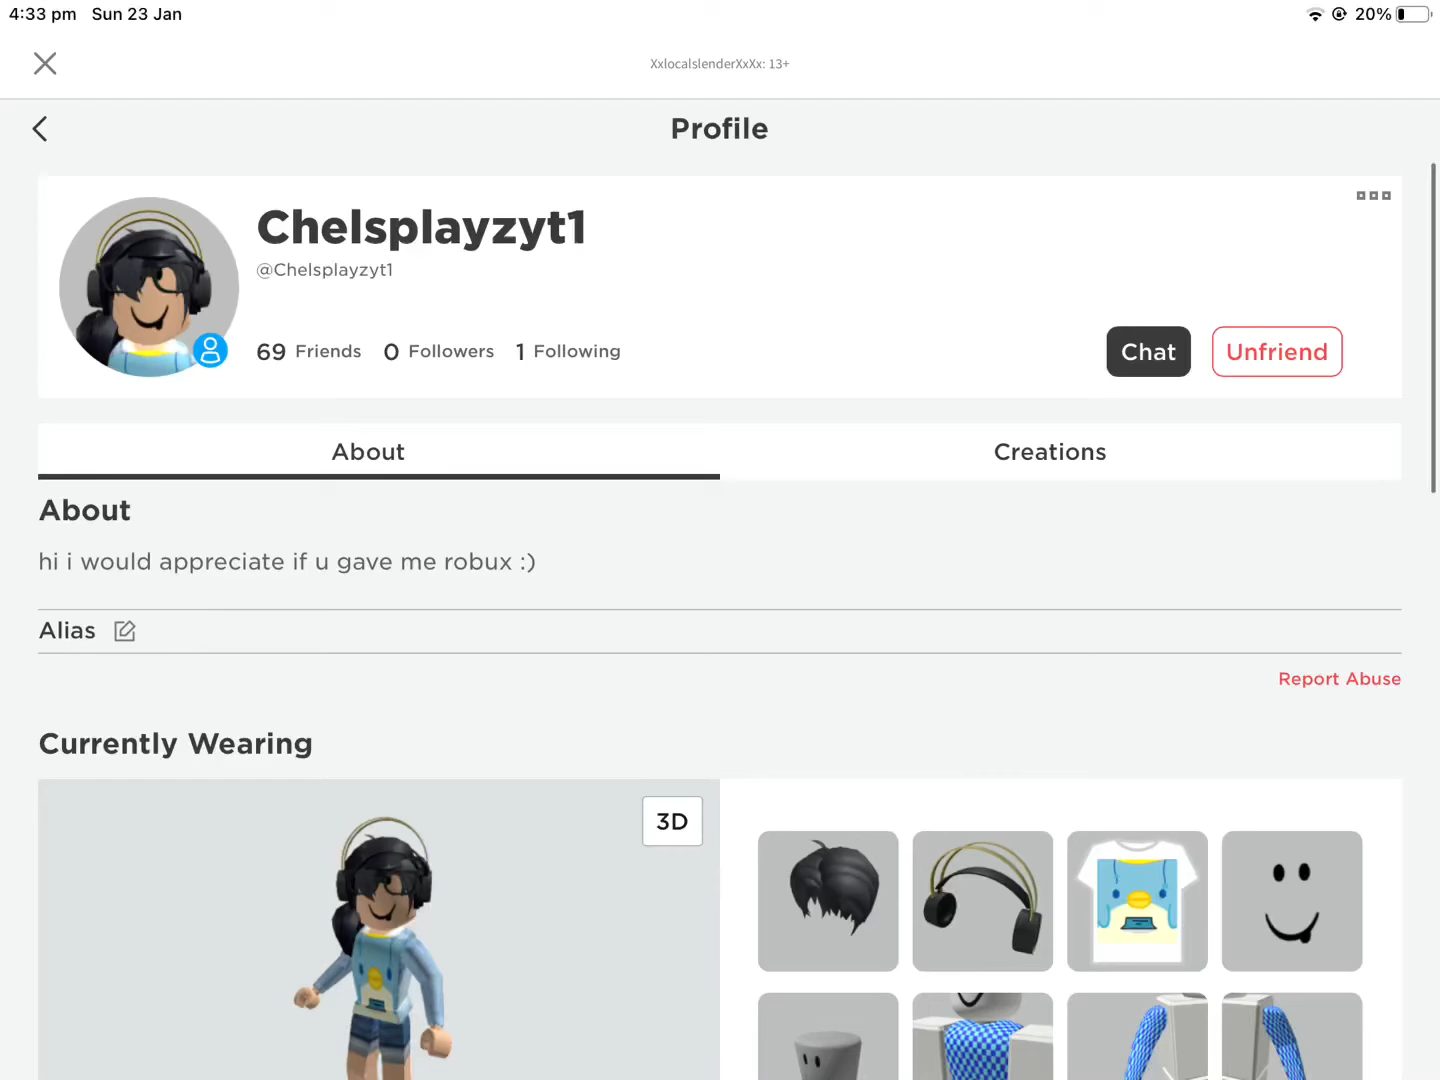 4:33 pm Sun 23 Jan
20%
XxlocalslenderXxXx: 13+
Profile
Chelsplayzyt1
@Chelsplayzyt1
69 Friends 0 Followers 1 Following
Chat
Unfriend
About
Creations
About
hi i would appreciate if u gave me robux :)
Alias
Report Abuse
Currently Wearing
3D